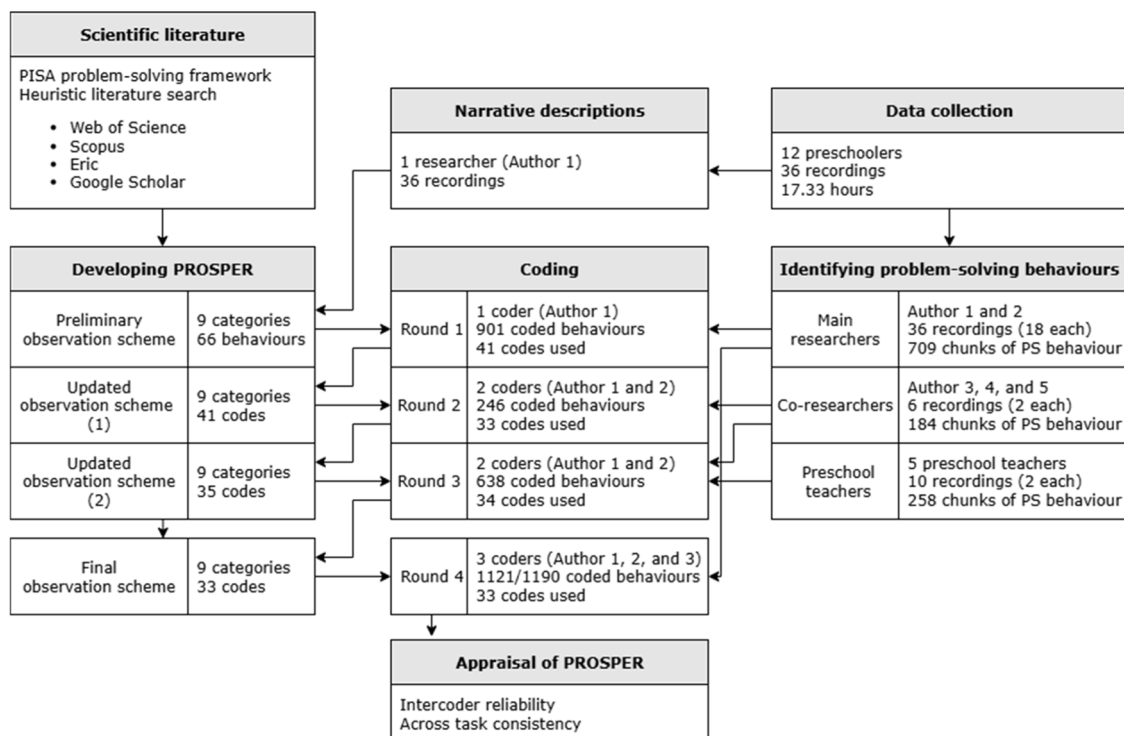 Scientific literature
PISA problem-solving framework
Heuristic literature search
• Web of Science
• Scopus
• Eric
• Google Scholar
Narrative descriptions
1 researcher (Author 1)
36 recordings
Data collection
12 preschoolers
36 recordings
17.33 hours
Developing PROSPER
Preliminary
observation scheme
9 categories
66 behaviours
Updated
observation scheme
(1)
9 categories
41 codes
Updated
observation scheme
(2)
9 categories
35 codes
Final
observation scheme
9 categories
33 codes
Coding
Round 1
1 coder (Author 1)
901 coded behaviours
41 codes used
Round 2
2 coders (Author 1 and 2)
246 coded behaviours
33 codes used
Round 3
2 coders (Author 1 and 2)
638 coded behaviours
34 codes used
Round 4
3 coders (Author 1, 2, and 3)
1121/1190 coded behaviours
33 codes used
Identifying problem-solving behaviours
Main
researchers
Author 1 and 2
36 recordings (18 each)
709 chunks of PS behaviour
Co-researchers
Author 3, 4, and 5
6 recordings (2 each)
184 chunks of PS behaviour
Preschool
teachers
5 preschool teachers
10 recordings (2 each)
258 chunks of PS behaviour
Appraisal of PROSPER
Intercoder reliability
Across task consistency